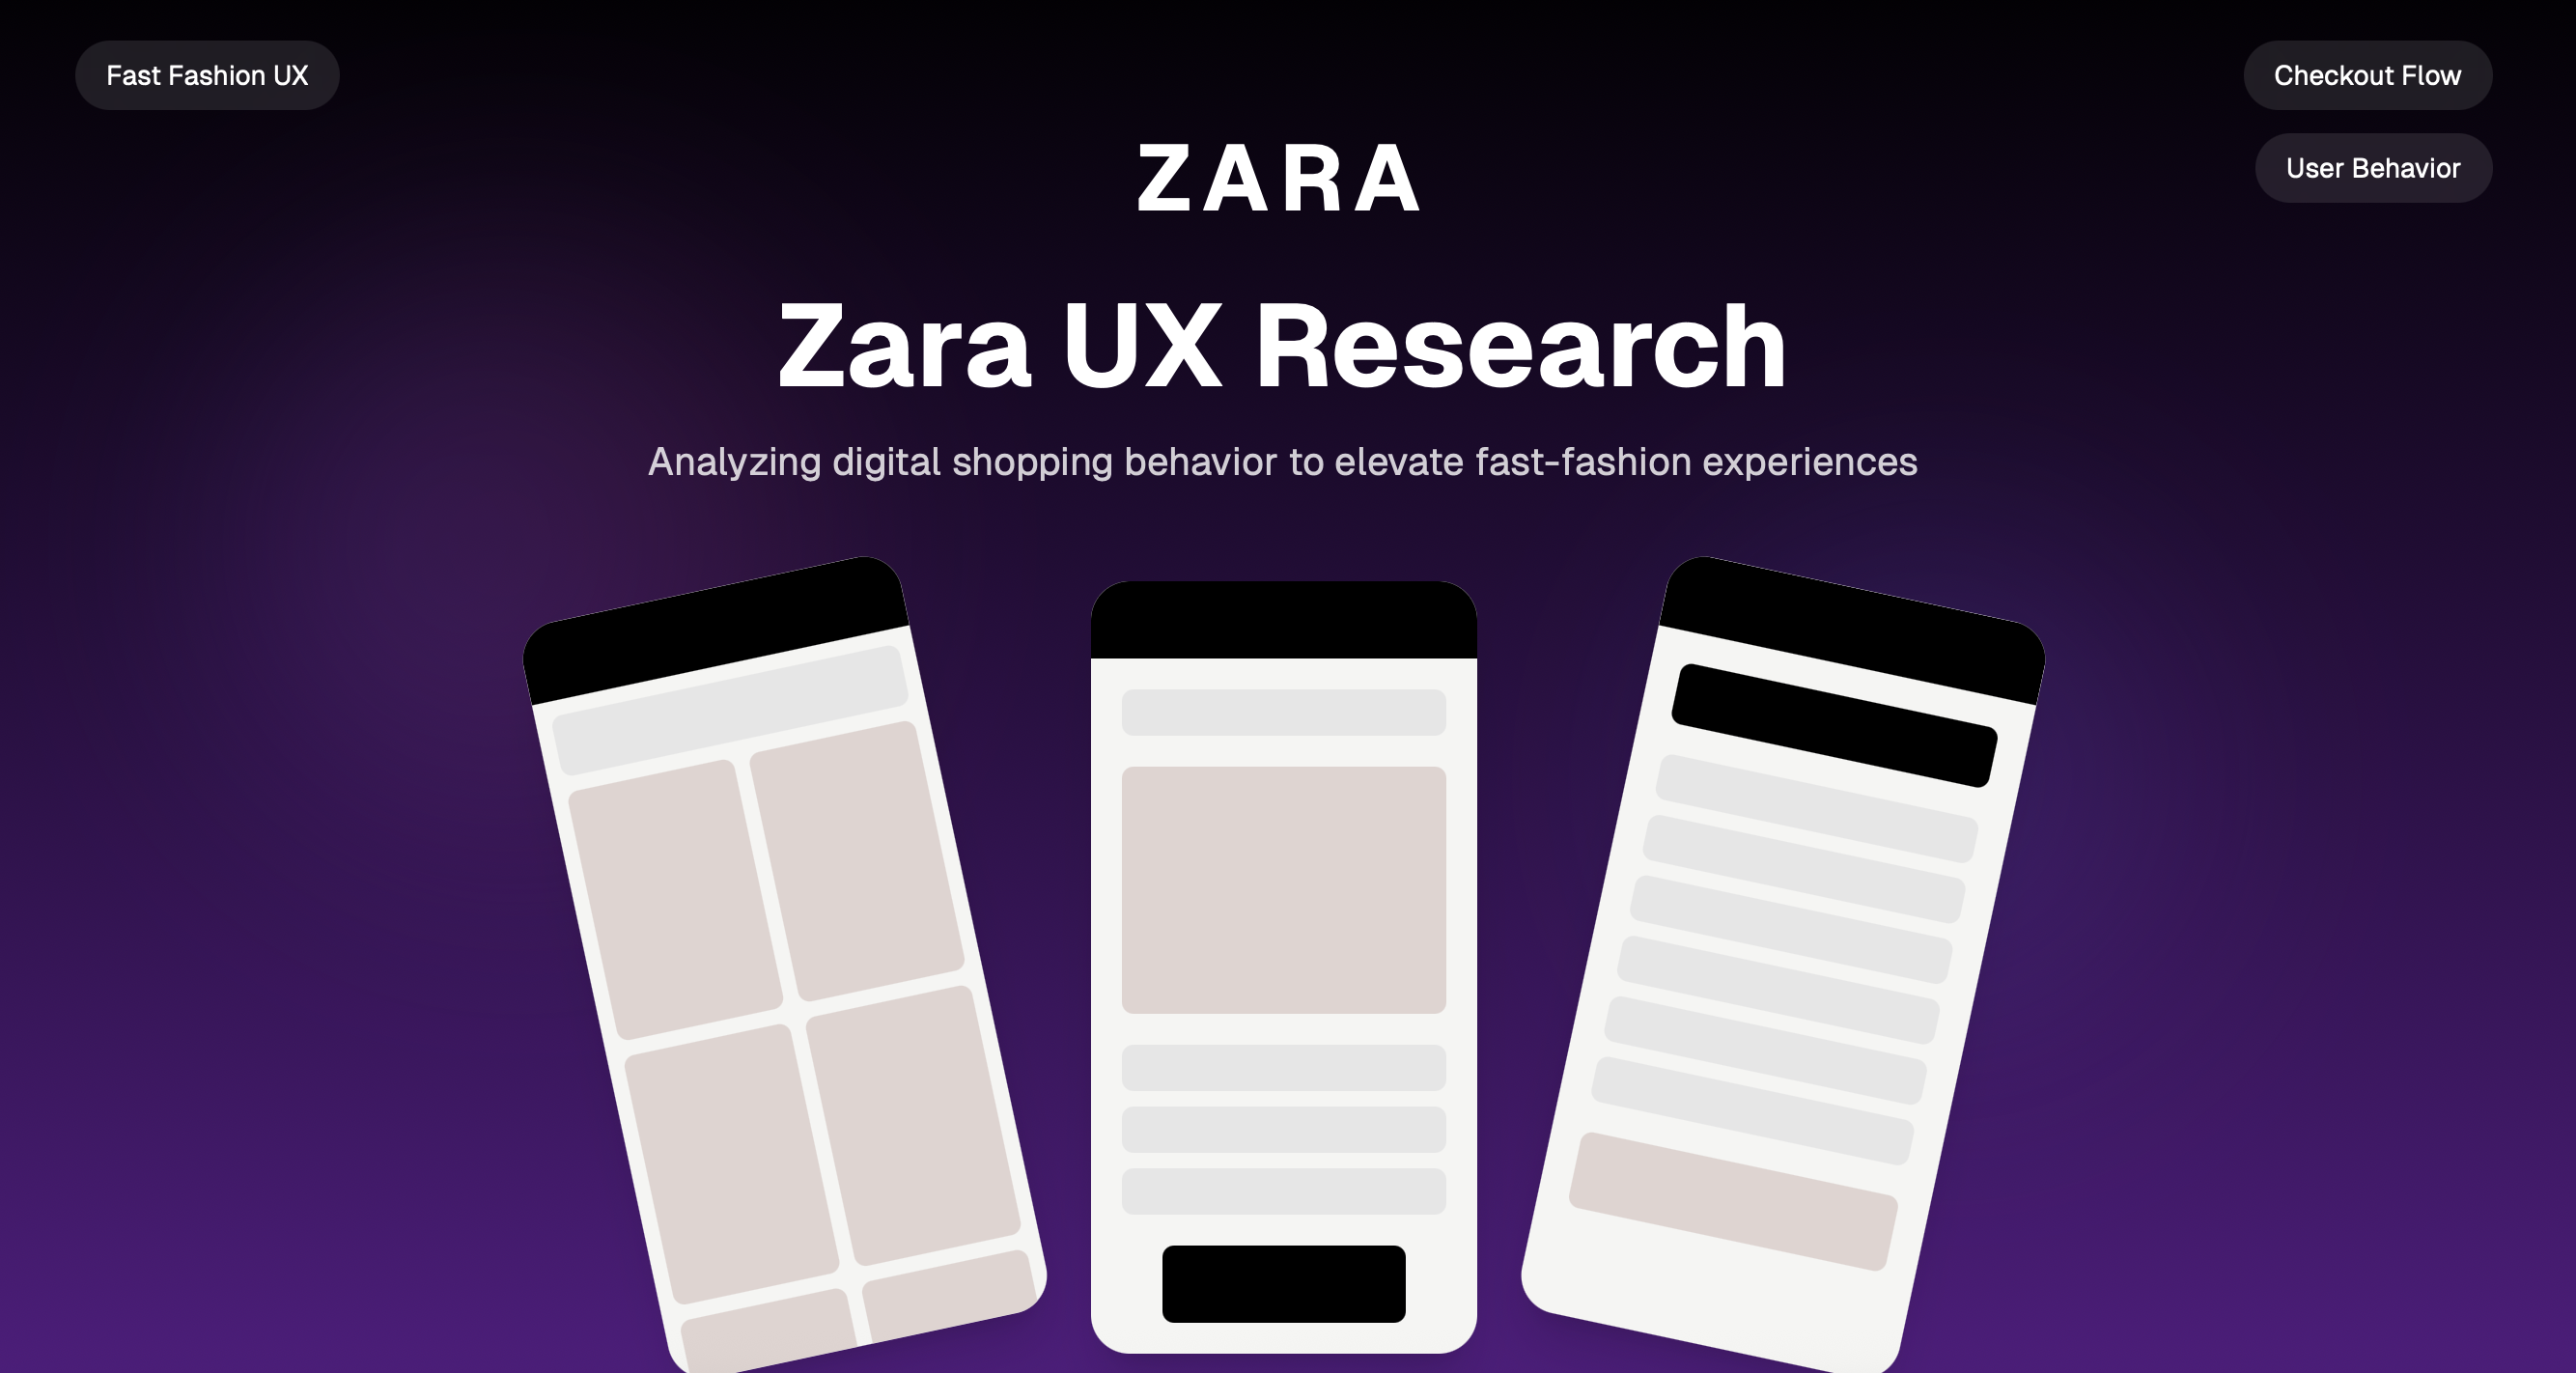 Fast Fashion UX
Checkout Flow
User Behavior
ZARA
Zara UX Research
Analyzing digital shopping behavior to elevate fast-fashion experiences